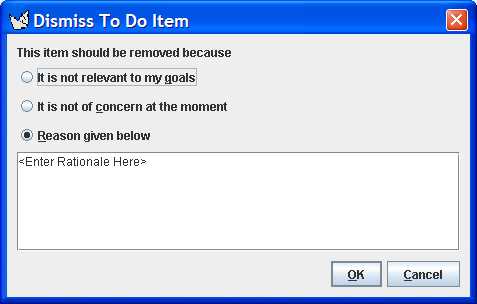 Dismiss To Do Item
This item should be removed because
It is not relevant to my goals
It is not of concern at the moment
Reason given below
<Enter Rationale Here>
OK Cancel